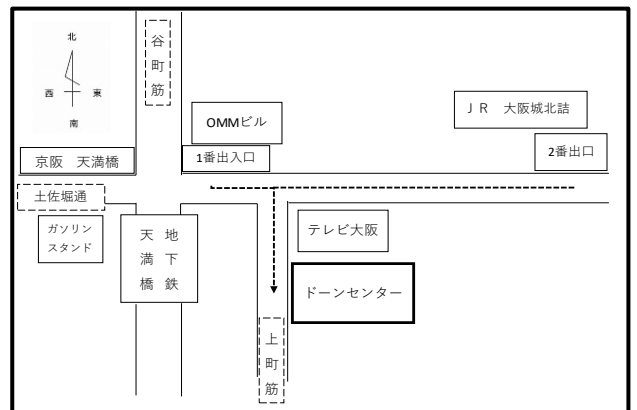 北
西
東
南
谷町筋
OMMビル
JR 大阪城北詰
京阪 天満橋
1番出入口
2番出口
土佐堀通
ガソリン
スタンド
地下鉄
天満橋
テレビ大阪
ドーンセンター
上町筋